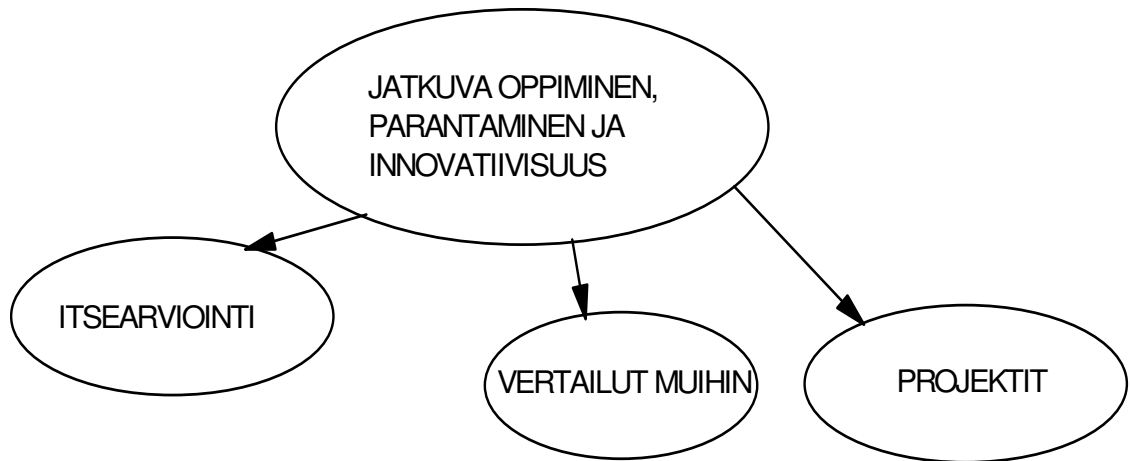 JATKUVA OPPIMINEN,
PARANTAMINEN JA
INNOVATIIVISUUS
ITSEARVIOINTI
VERTAILUT MUIHIN
PROJEKTIT